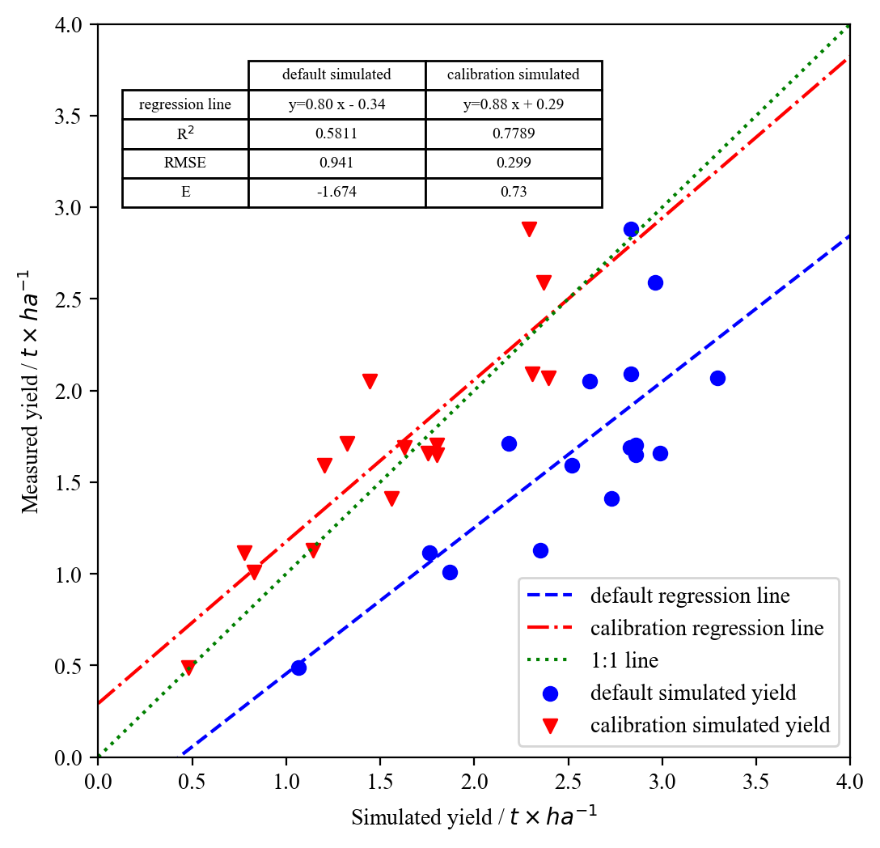 4.0
3.5
3.0
2.5
2.0
1.5
1.0
0.5
0.0
Measured yield / t × ha⁻¹
default simulated calibration simulated
regression line y=0.80 x - 0.34 y=0.88 x + 0.29
R² 0.5811 0.7789
RMSE 0.941 0.299
E -1.674 0.73
default regression line
calibration regression line
1:1 line
default simulated yield
calibration simulated yield
0.0 0.5 1.0 1.5 2.0 2.5 3.0 3.5 4.0
Simulated yield / t × ha⁻¹